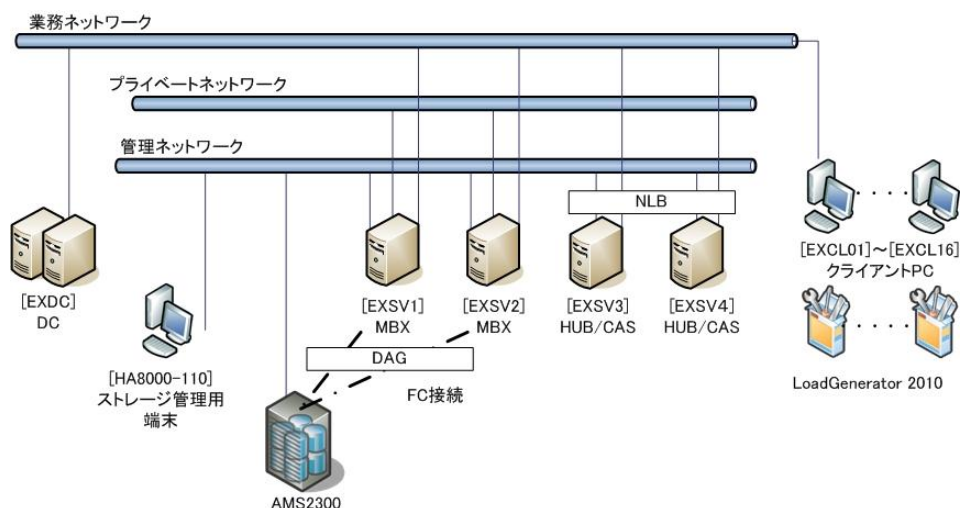 業務ネットワーク
プライベートネットワーク
管理ネットワーク
NLB
[EXDC]
DC
[HA8000-110]
ストレージ管理用
端末
[EXSV1]
MBX
[EXSV2]
MBX
[EXSV3]
HUB/CAS
[EXSV4]
HUB/CAS
[EXCL01]～[EXCL16]
クライアントPC
DAG
FC接続
LoadGenerator 2010
AMS2300